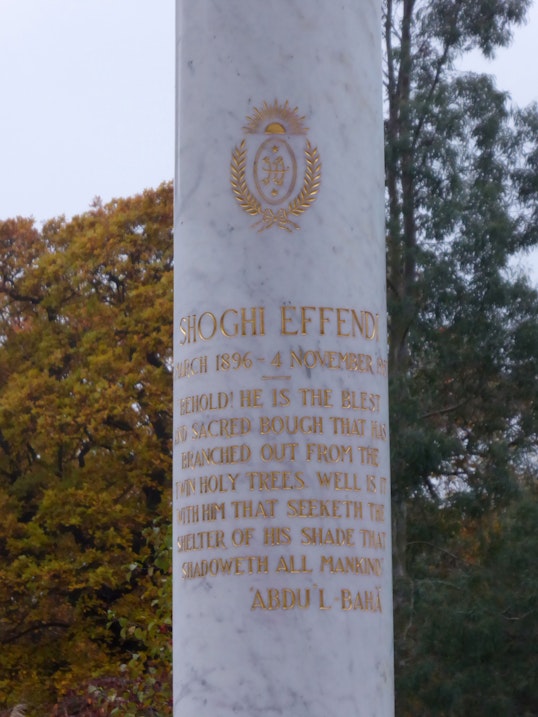 SHOGHI EFFENDI
MARCH 1896 - 4 NOVEMBER
BEHOLD! HE IS THE BLEST
AND SACRED BOUGH THAT HAS
BRANCHED OUT FROM THE
TWIN HOLY TREES. WELL IS IT
WITH HIM THAT SEEKETH THE
SHELTER OF HIS SHADE THAT
SHADOWETH ALL MANKIND
'ABDU'L-BAHÁ